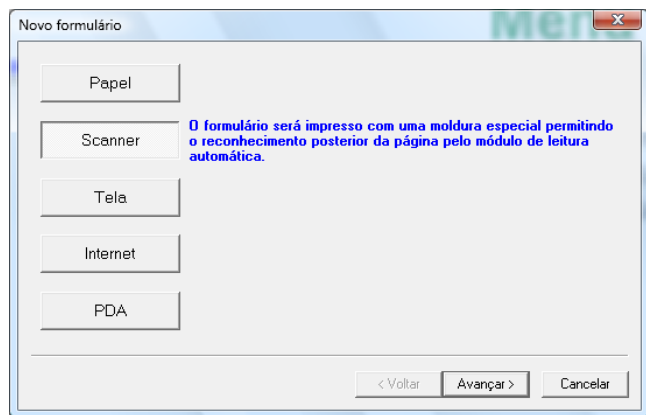 Menu
Novo formulário
Papel
Scanner
O formulário será impresso com uma moldura especial permitindo
o reconhecimento posterior da página pelo módulo de leitura
automática.
Tela
Internet
PDA
< Voltar
Avançar >
Cancelar